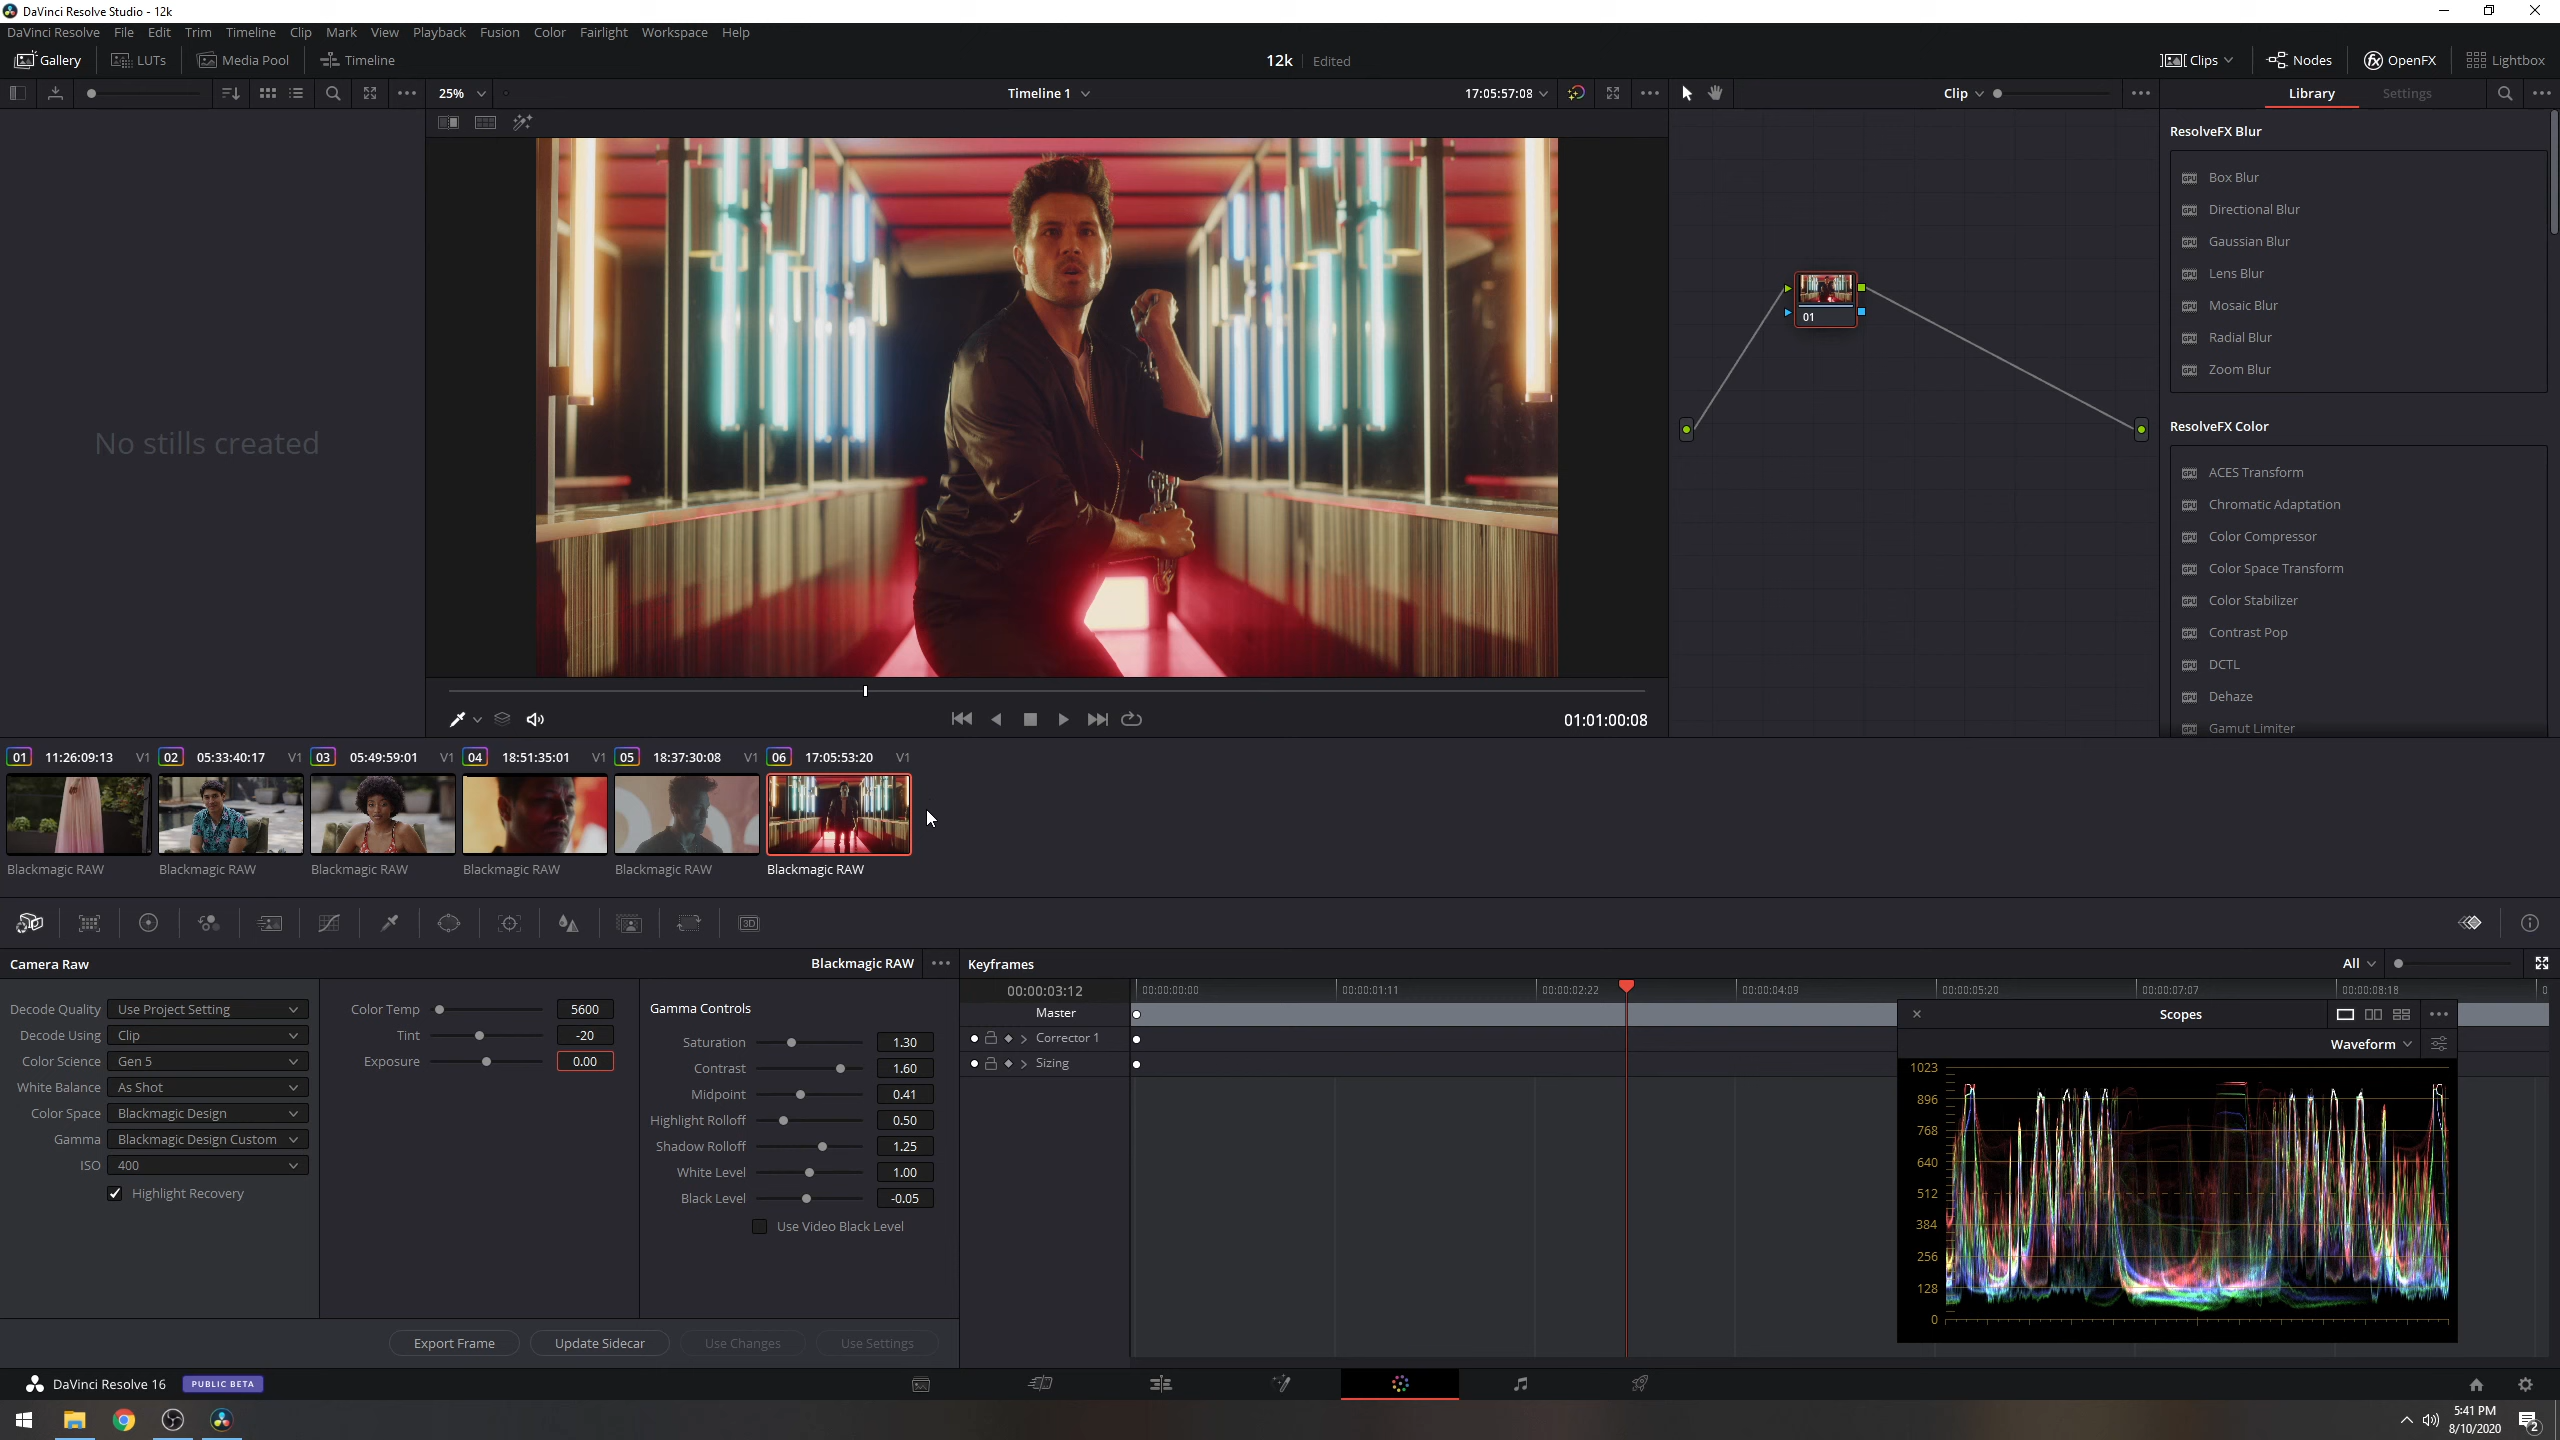 DaVinci Resolve Studio - 12k
DaVinci Resolve File Edit Trim Timeline Clip Mark View Playback Fusion Color Fairlight Workspace Help
Gallery LUTs Media Pool Timeline 12k Edited Clips Nodes OpenFX Lightbox
25% Timeline 1 17:05:57:08 Clip Library Settings
ResolveFX Blur
Box Blur
Directional Blur
Gaussian Blur
Lens Blur
Mosaic Blur
Radial Blur
Zoom Blur
01
ResolveFX Color
No stills created
ACES Transform
Chromatic Adaptation
Color Compressor
Color Space Transform
Color Stabilizer
Contrast Pop
DCTL
Dehaze
Gamut Limiter
01:01:00:08
01 11:26:09:13 V1 02 05:33:40:17 V1 03 05:49:59:01 V1 04 18:51:35:01 V1 05 18:37:30:08 V1 06 17:05:53:20 V1
Blackmagic RAW Blackmagic RAW Blackmagic RAW Blackmagic RAW Blackmagic RAW Blackmagic RAW
3D
Camera Raw Blackmagic RAW Keyframes All
Decode Quality Use Project Setting
Decode Using Clip
Color Science Gen 5
White Balance As Shot
Color Space Blackmagic Design
Gamma Blackmagic Design Custom
ISO 400
Highlight Recovery
Color Temp 5600
Tint -20
Exposure 0.00
Gamma Controls
Saturation 1.30
Contrast 1.60
Midpoint 0.41
Highlight Rolloff 0.50
Shadow Rolloff 1.25
White Level 1.00
Black Level -0.05
Use Video Black Level
Export Frame Update Sidecar Use Changes Use Settings
00:00:03:12 00:00:00:00 00:00:01:11 00:00:02:22 00:00:04:09 00:00:05:20 00:00:07:07 00:00:08:18 0
Master
Corrector 1
Sizing
Scopes
Waveform
1023
896
768
640
512
384
256
128
0
DaVinci Resolve 16 PUBLIC BETA
5:41 PM
8/10/2020
2